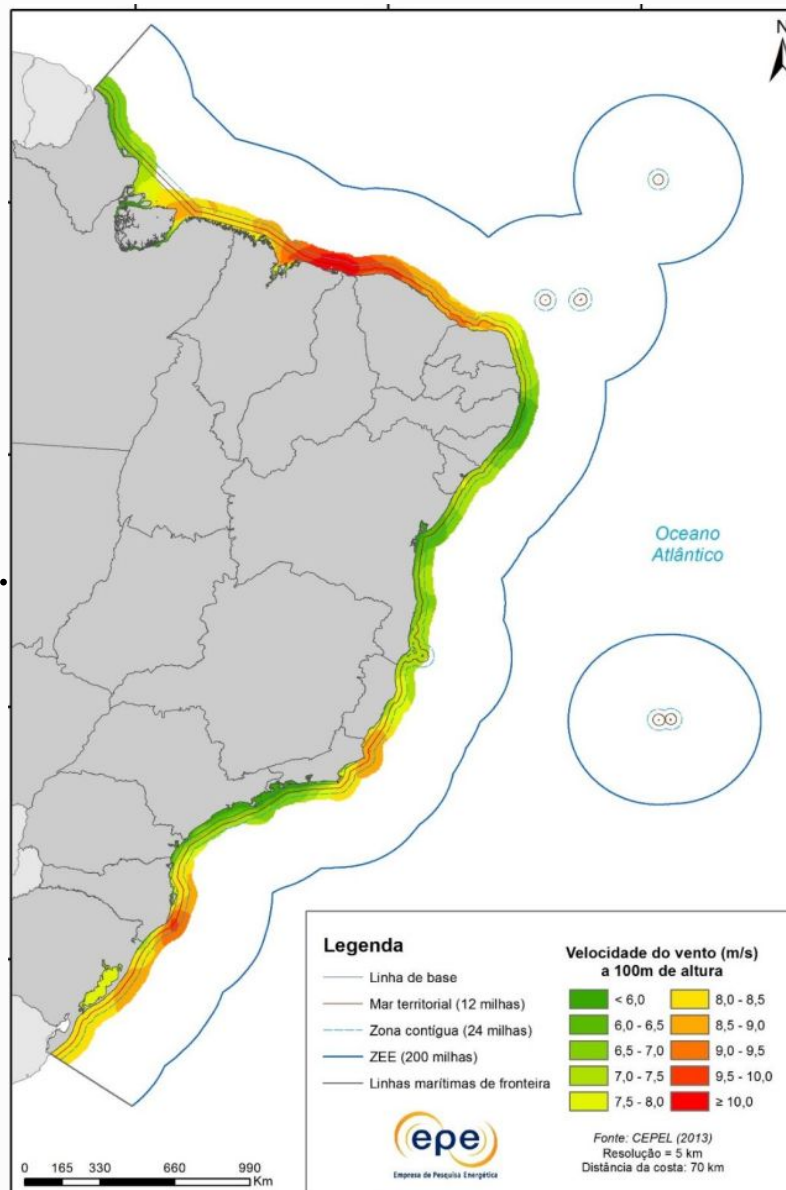 N
Oceano
Atlântico
Legenda
Linha de base
Mar territorial (12 milhas)
Zona contígua (24 milhas)
ZEE (200 milhas)
Linhas marítimas de fronteira
Velocidade do vento (m/s)
a 100m de altura
< 6,0
6,0 - 6,5
6,5 - 7,0
7,0 - 7,5
7,5 - 8,0
8,0 - 8,5
8,5 - 9,0
9,0 - 9,5
9,5 - 10,0
≥ 10,0
epe
Empresa de Pesquisa Energética
Fonte: CEPEL (2013)
Resolução = 5 km
Distância da costa: 70 km
0 165 330 660 990
Km